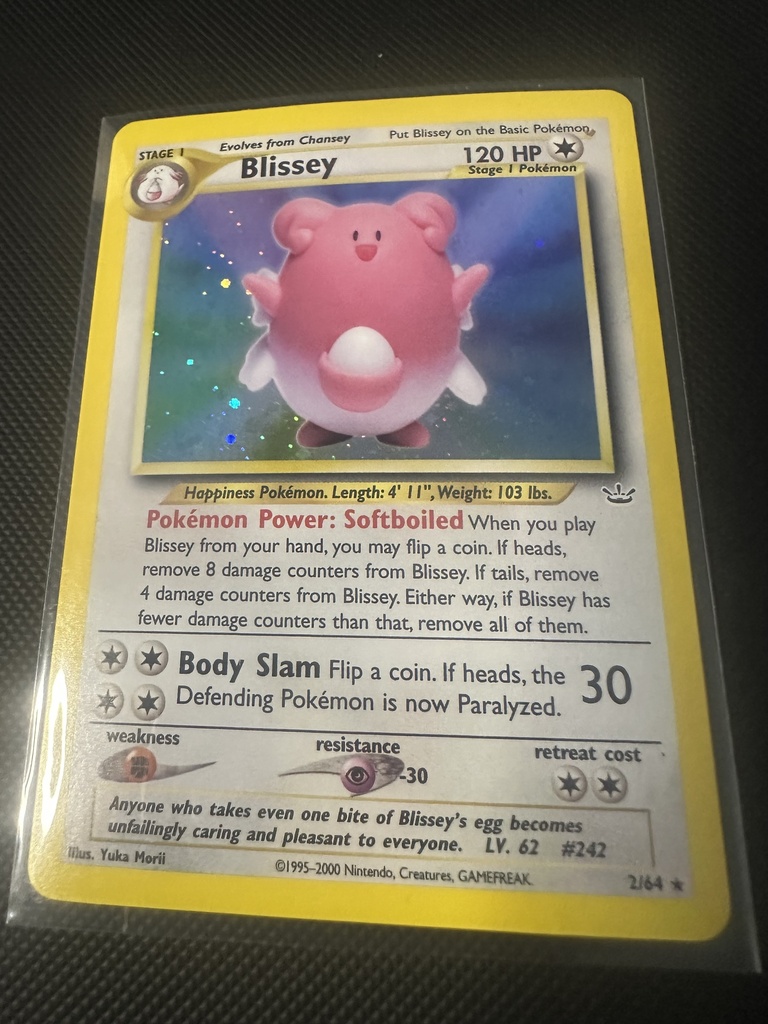 Evolves from Chansey
Put Blissey on the Basic Pokémon
STAGE 1
Blissey
120 HP
Stage 1 Pokémon
Happiness Pokémon. Length: 4' 11", Weight: 103 lbs.
Pokémon Power: Softboiled When you play
Blissey from your hand, you may flip a coin. If heads,
remove 8 damage counters from Blissey. If tails, remove
4 damage counters from Blissey. Either way, if Blissey has
fewer damage counters than that, remove all of them.
Body Slam Flip a coin. If heads, the 30
Defending Pokémon is now Paralyzed.
weakness
resistance
retreat cost
-30
Anyone who takes even one bite of Blissey's egg becomes
unfailingly caring and pleasant to everyone. LV. 62 #242
Illus. Yuka Morii
©1995–2000 Nintendo, Creatures, GAMEFREAK.
2/64 ★